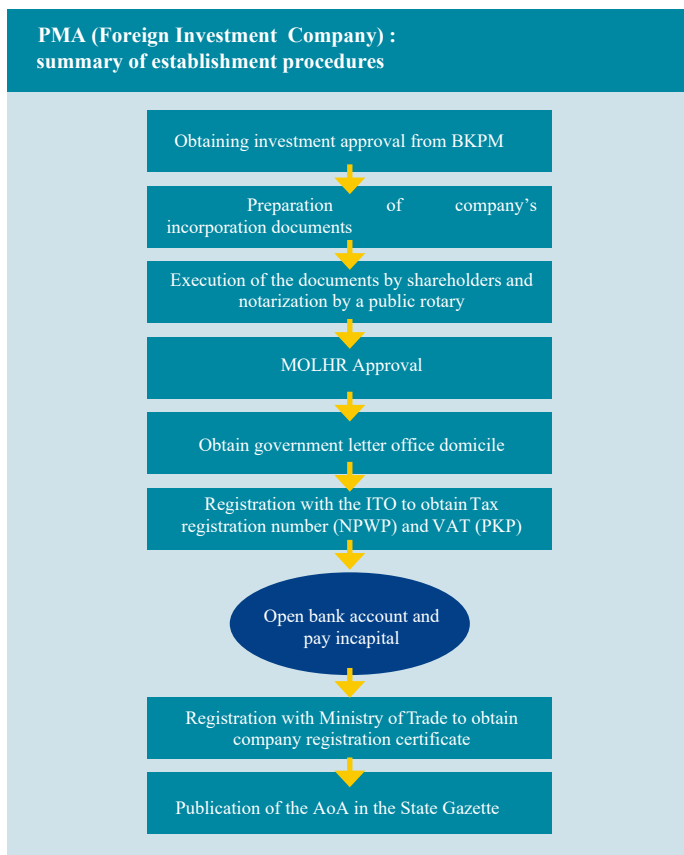 PMA (Foreign Investment Company) :
summary of establishment procedures
Obtaining investment approval from BKPM
Preparation of company's
incorporation documents
Execution of the documents by shareholders and
notarization by a public rotary
MOLHR Approval
Obtain government letter office domicile
Registration with the ITO to obtain Tax
registration number (NPWP) and VAT (PKP)
Open bank account and
pay incapital
Registration with Ministry of Trade to obtain
company registration certificate
Publication of the AoA in the State Gazette